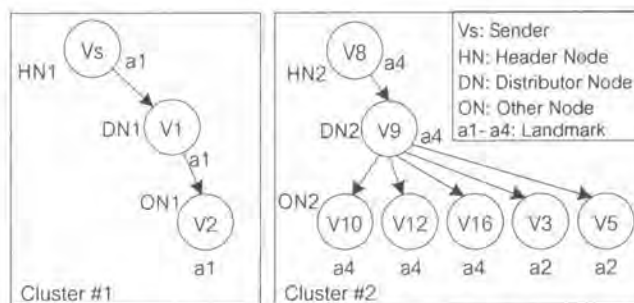 Vs
a1
HN1
V1
DN1
a1
ON1
V2
a1
Cluster #1
V8
a4
HN2
V9
DN2
a4
ON2
V10
V12
V16
V3
V5
a4
a4
a4
a2
a2
Cluster #2
Vs: Sender
HN: Header Node
DN: Distributor Node
ON: Other Node
a1- a4: Landmark